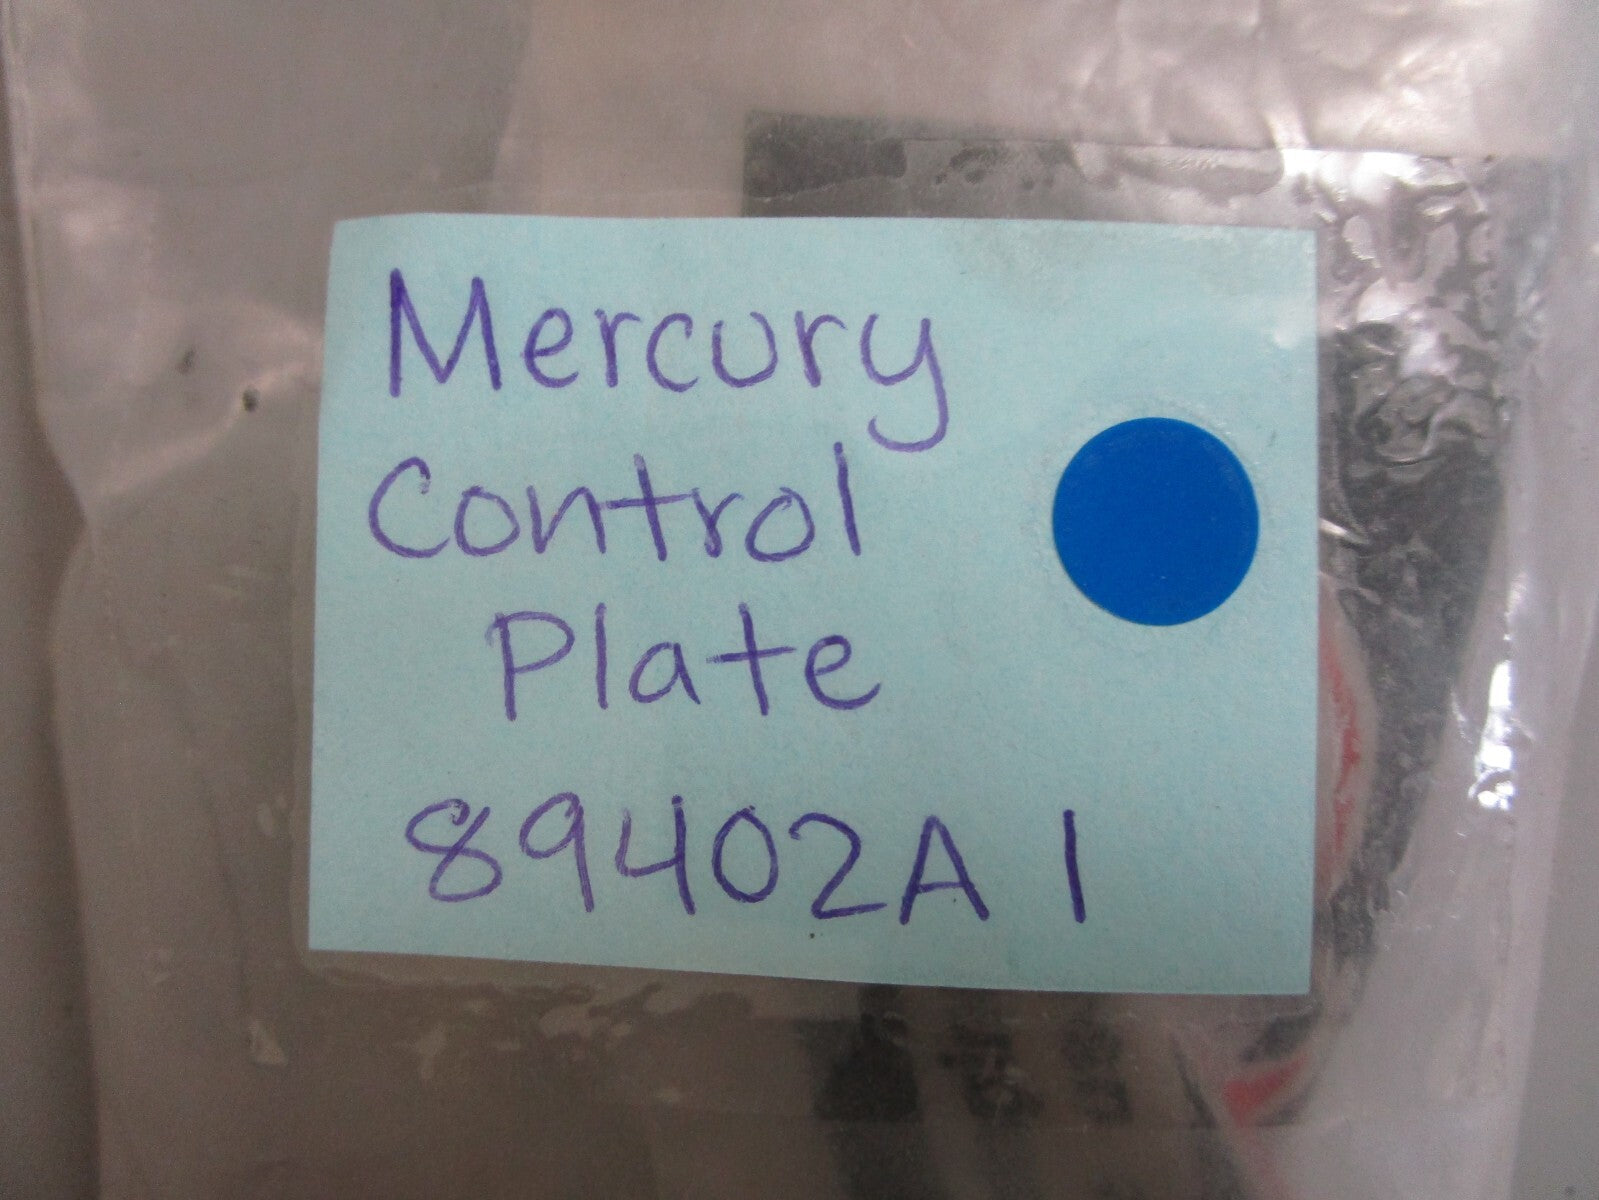 Mercury
Control
Plate
89402A 1